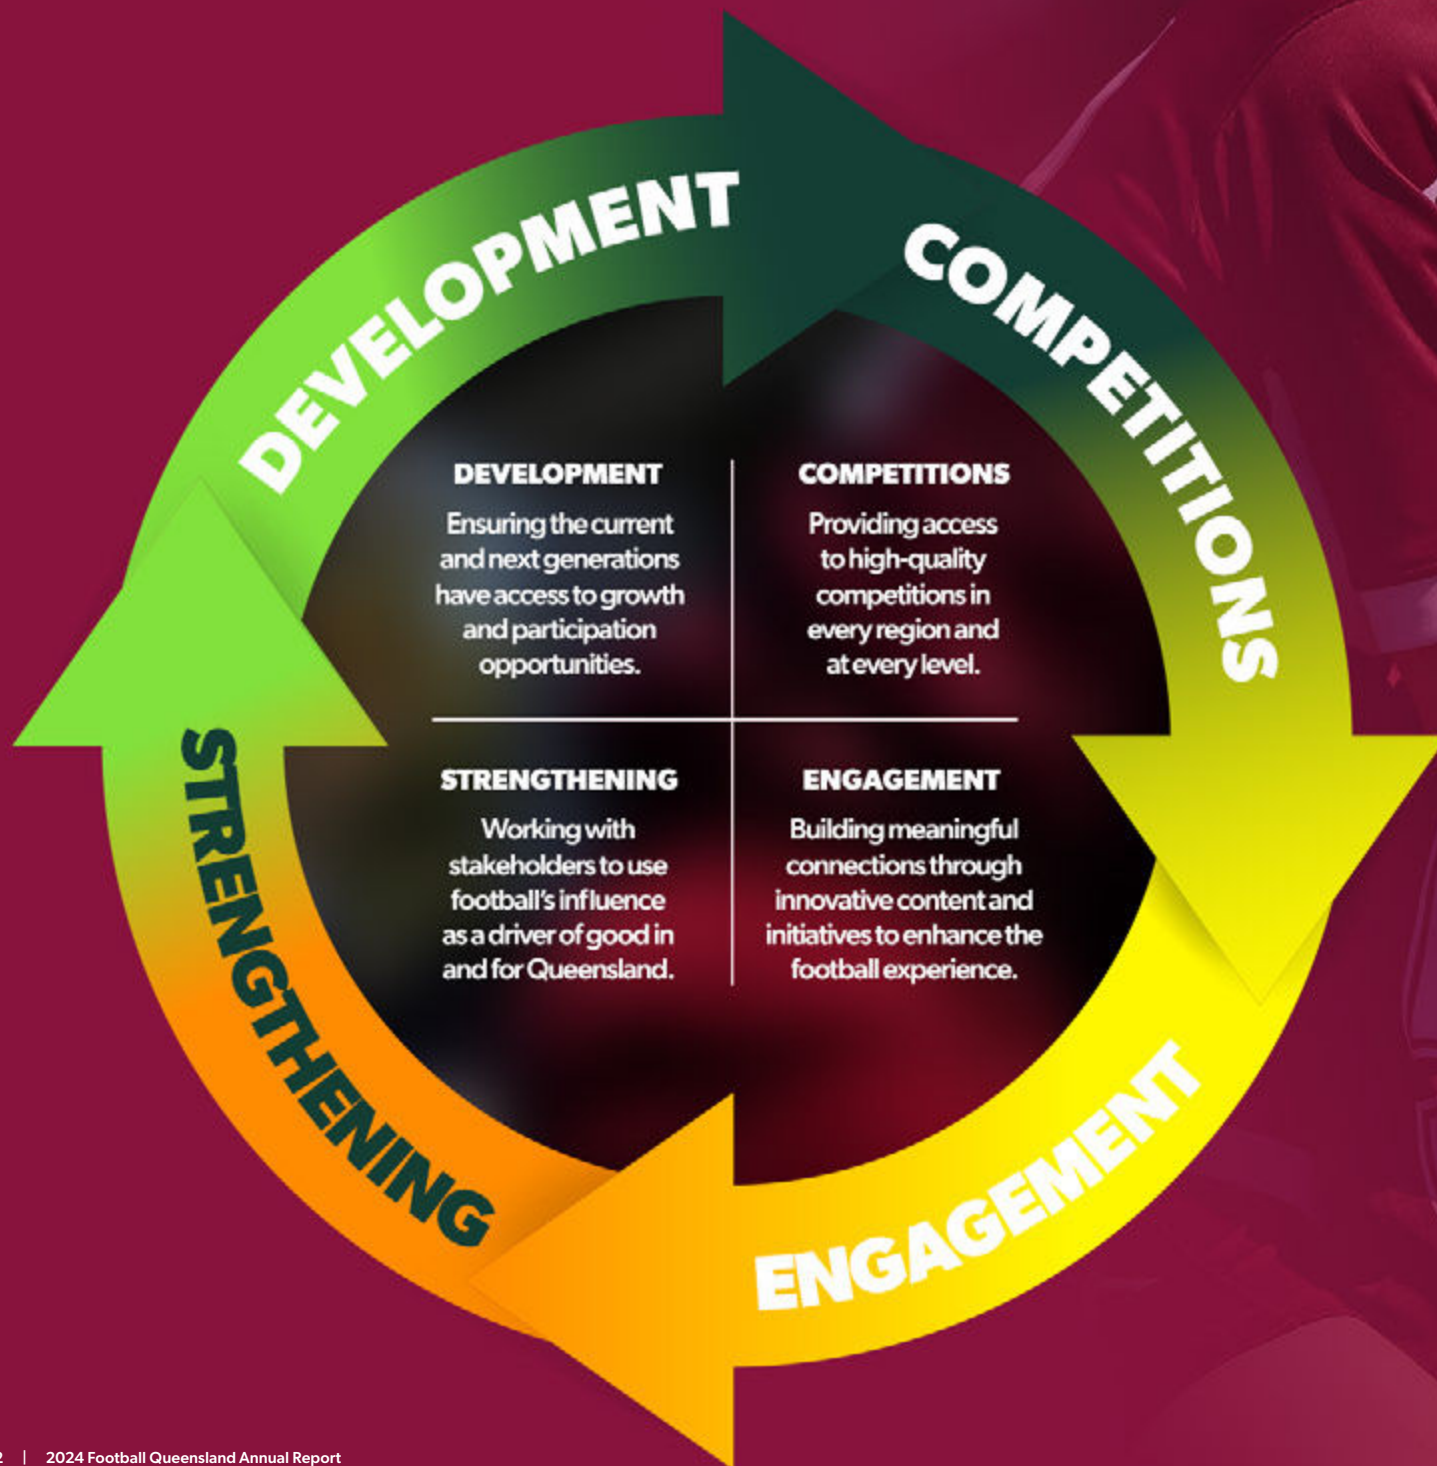 DEVELOPMENT
COMPETITIONS
ENGAGEMENT
STRENGTHENING
DEVELOPMENT
Ensuring the current
and next generations
have access to growth
and participation
opportunities.
COMPETITIONS
Providing access
to high-quality
competitions in
every region and
at every level.
STRENGTHENING
Working with
stakeholders to use
football's influence
as a driver of good in
and for Queensland.
ENGAGEMENT
Building meaningful
connections through
innovative content and
initiatives to enhance the
football experience.
2 | 2024 Football Queensland Annual Report